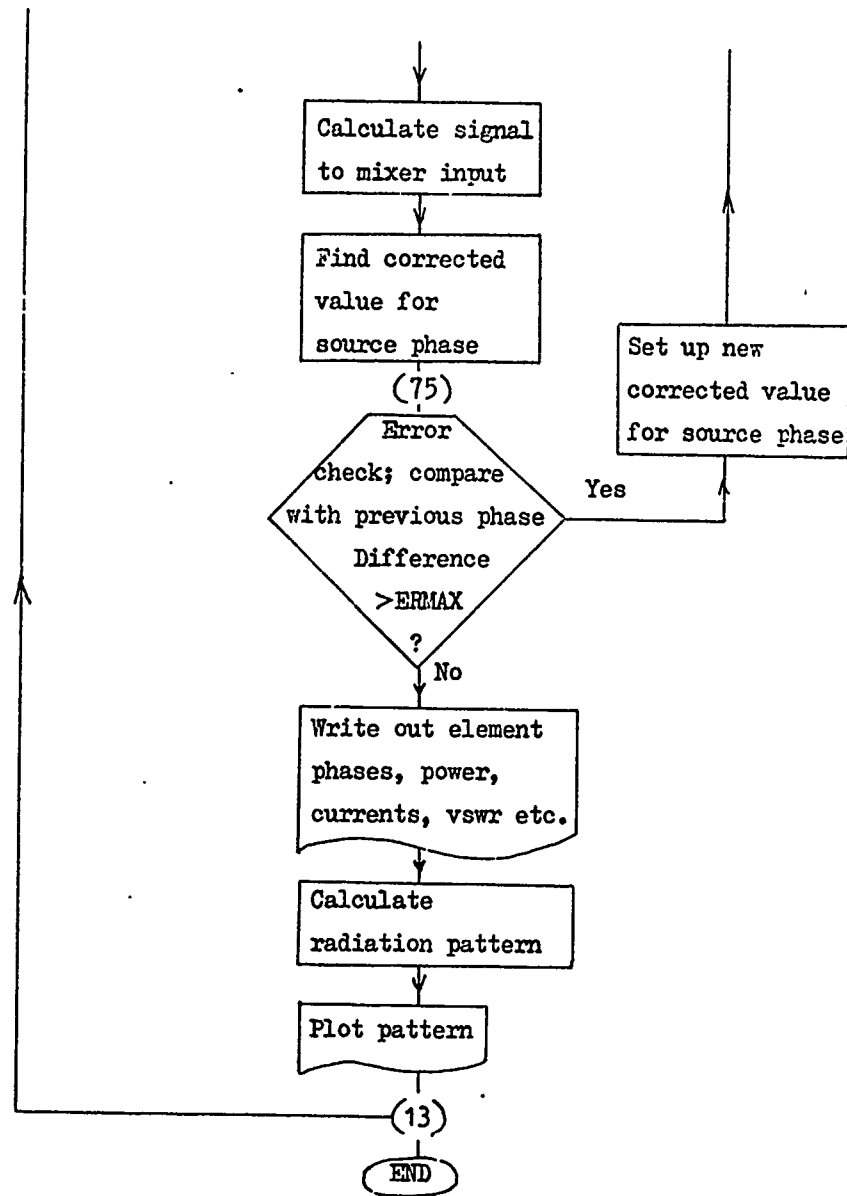 Calculate signal
to mixer input
Find corrected
value for
source phase
(75)
Error
check; compare
with previous phase
Difference
>ERMAX
?
Yes
Set up new
corrected value
for source phase
No
Write out element
phases, power,
currents, vswr etc.
Calculate
radiation pattern
Plot pattern
(13)
END